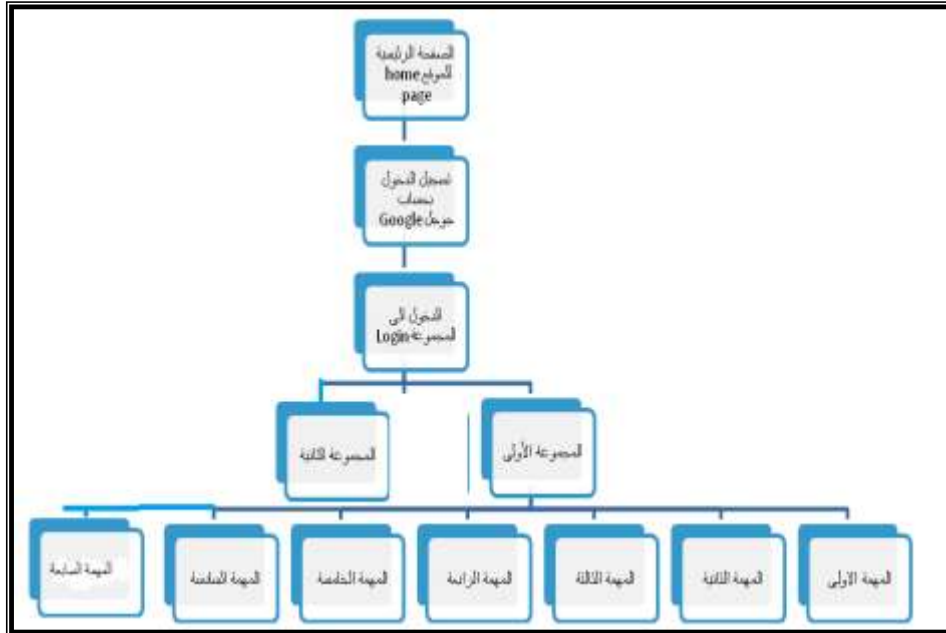 الصفحة الرئيسية
للموقع home
page
تسجيل الدخول
بحساب
جوجل Google
الدخول الى
المجموعة Login
المجموعة الأولى
المجموعة الثانية
المهمة الاولى
المهمة الثانية
المهمة الثالثة
المهمة الرابعة
المهمة الخامسة
المهمة السادسة
المهمة السابعة